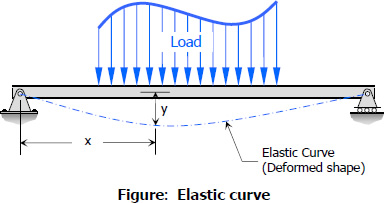 Load
y
x
Elastic Curve
(Deformed shape)
Figure: Elastic curve